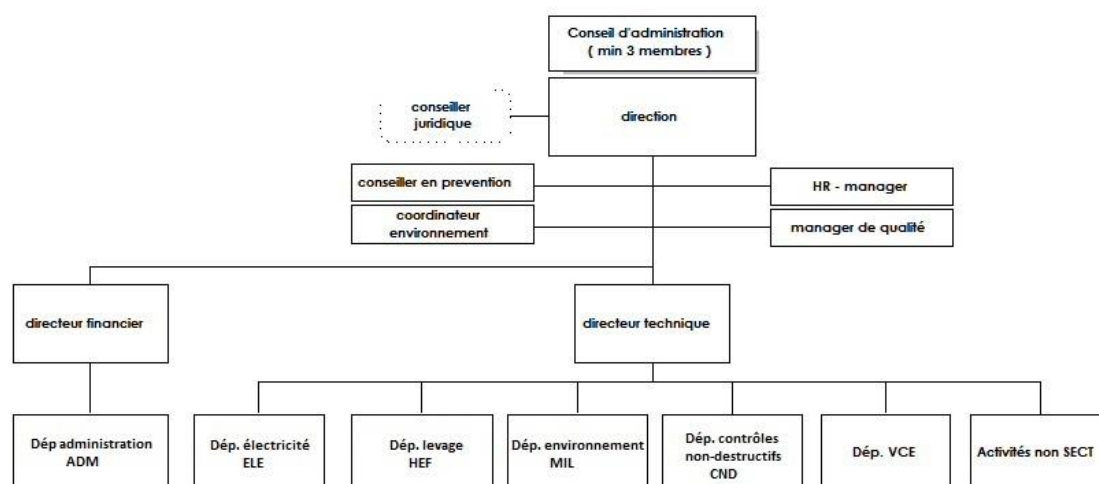 Conseil d'administration
( min 3 membres )
conseiller
juridique
direction
conseiller en prevention
HR - manager
coordinateur
environnement
manager de qualité
directeur financier
directeur technique
Dép administration
ADM
Dép. électricité
ELE
Dép. levage
HEF
Dép. environnement
MIL
Dép. contrôles
non-destructifs
CND
Dép. VCE
Activités non SECT